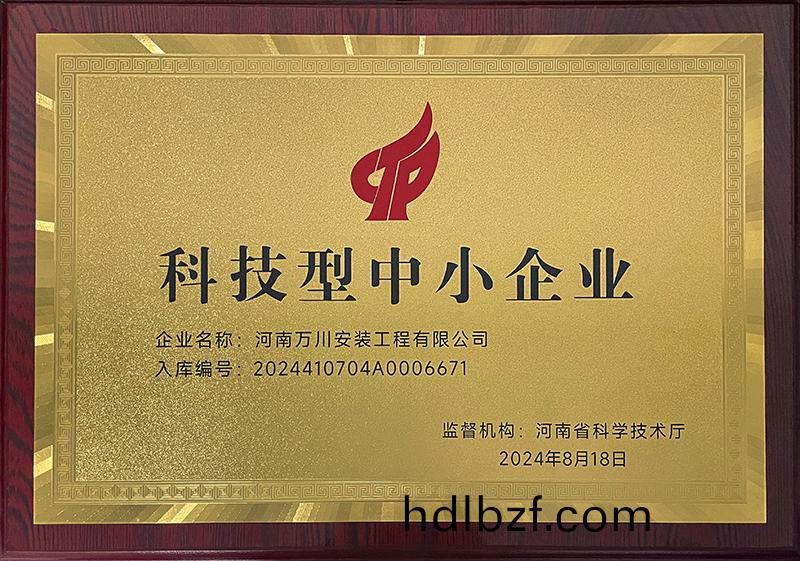 科技型中小企业
企业名称：河南万川安装工程有限公司
入库编号：2024410704A0006671
监督机构：河南省科学技术厅
2024年8月18日
hdlbzf.com